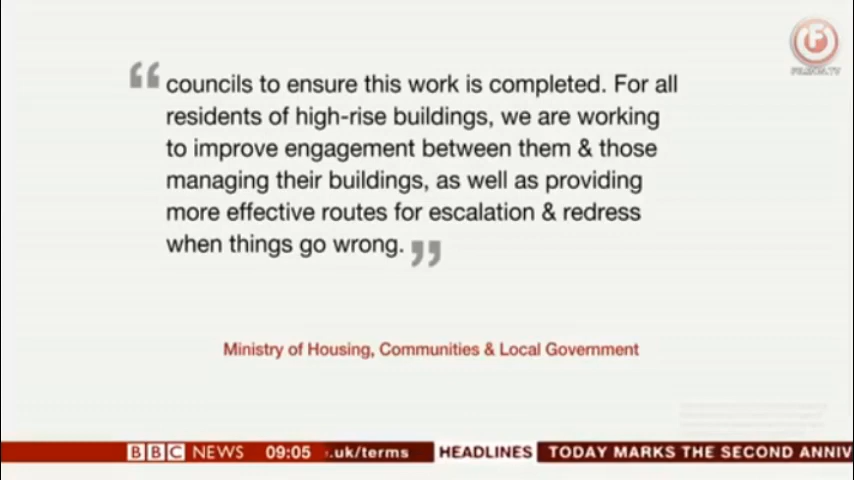 “councils to ensure this work is completed. For all
residents of high-rise buildings, we are working
to improve engagement between them & those
managing their buildings, as well as providing
more effective routes for escalation & redress
when things go wrong.”
Ministry of Housing, Communities & Local Government
BBC NEWS 09:05 .uk/terms HEADLINES TODAY MARKS THE SECOND ANNIV